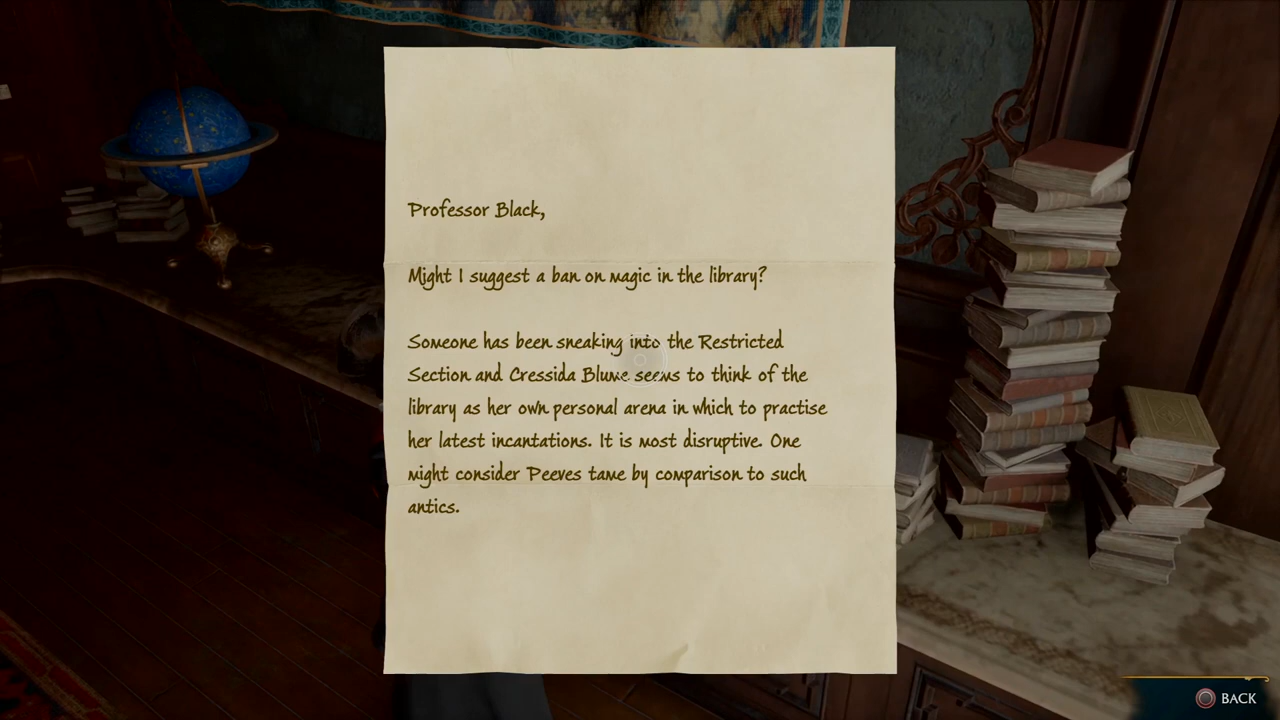 Professor Black,
Might I suggest a ban on magic in the library?
Someone has been sneaking into the Restricted
Section and Cressida Blume seems to think of the
library as her own personal arena in which to practise
her latest incantations. It is most disruptive. One
might consider Peeves tame by comparison to such
antics.
BACK